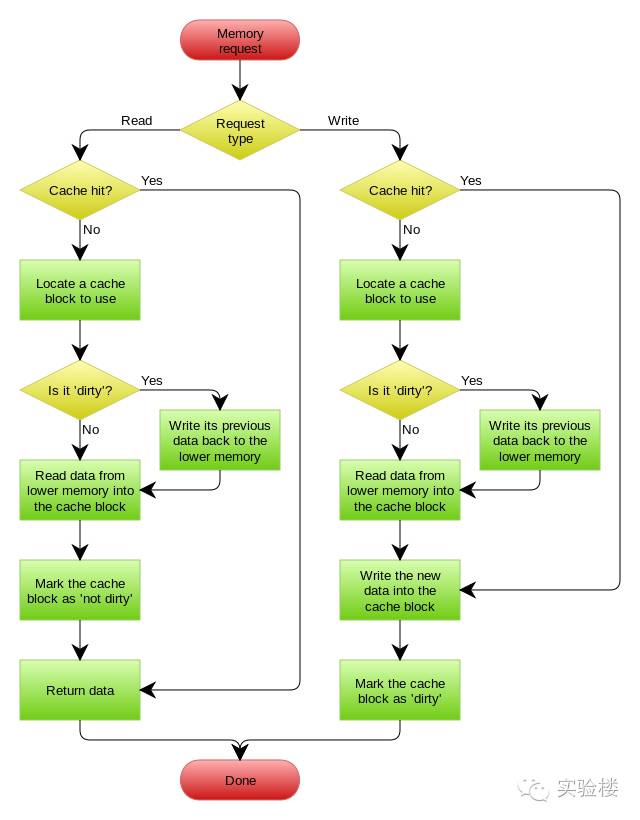 Memory
request
Request
type
Read
Write
Cache hit?
Yes
No
Locate a cache
block to use
Is it 'dirty'?
Yes
No
Write its previous
data back to the
lower memory
Read data from
lower memory into
the cache block
Mark the cache
block as 'not dirty'
Return data
Cache hit?
Yes
No
Locate a cache
block to use
Is it 'dirty'?
Yes
No
Write its previous
data back to the
lower memory
Read data from
lower memory into
the cache block
Write the new
data into the
cache block
Mark the cache
block as 'dirty'
Done
实验楼